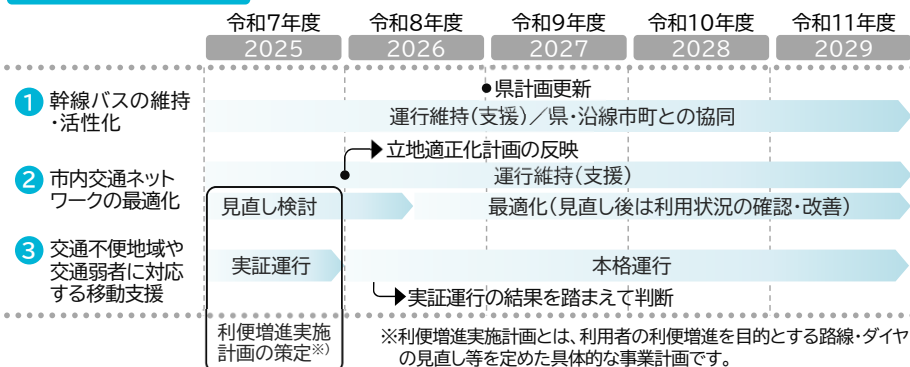 令和7年度 令和8年度 令和9年度 令和10年度 令和11年度
2025 2026 2027 2028 2029
●県計画更新
1 幹線バスの維持
・活性化
運行維持(支援)/県・沿線市町との協同
立地適正化計画の反映
2 市内交通ネット
ワークの最適化
運行維持(支援)
見直し検討 最適化(見直し後は利用状況の確認・改善)
3 交通不便地域や
交通弱者に対応
する移動支援
実証運行 本格運行
実証運行の結果を踏まえて判断
利便増進実施
計画の策定※)
※利便増進実施計画とは、利用者の利便増進を目的とする路線・ダイヤ
の見直し等を定めた具体的な事業計画です。